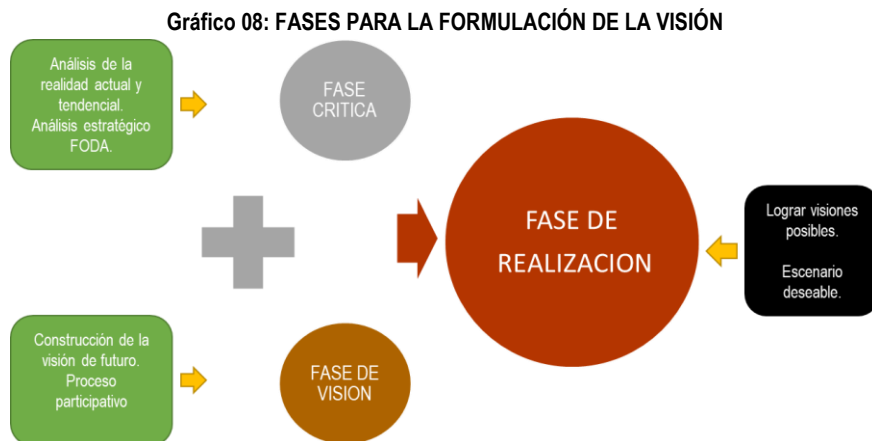 Gráfico 08: FASES PARA LA FORMULACIÓN DE LA VISIÓN
Análisis de la
realidad actual y
tendencial.
Análisis estratégico
FODA.
FASE
CRITICA
FASE DE
REALIZACION
Lograr visiones
posibles.
Escenario
deseable.
Construcción de la
visión de futuro.
Proceso
participativo
FASE DE
VISION